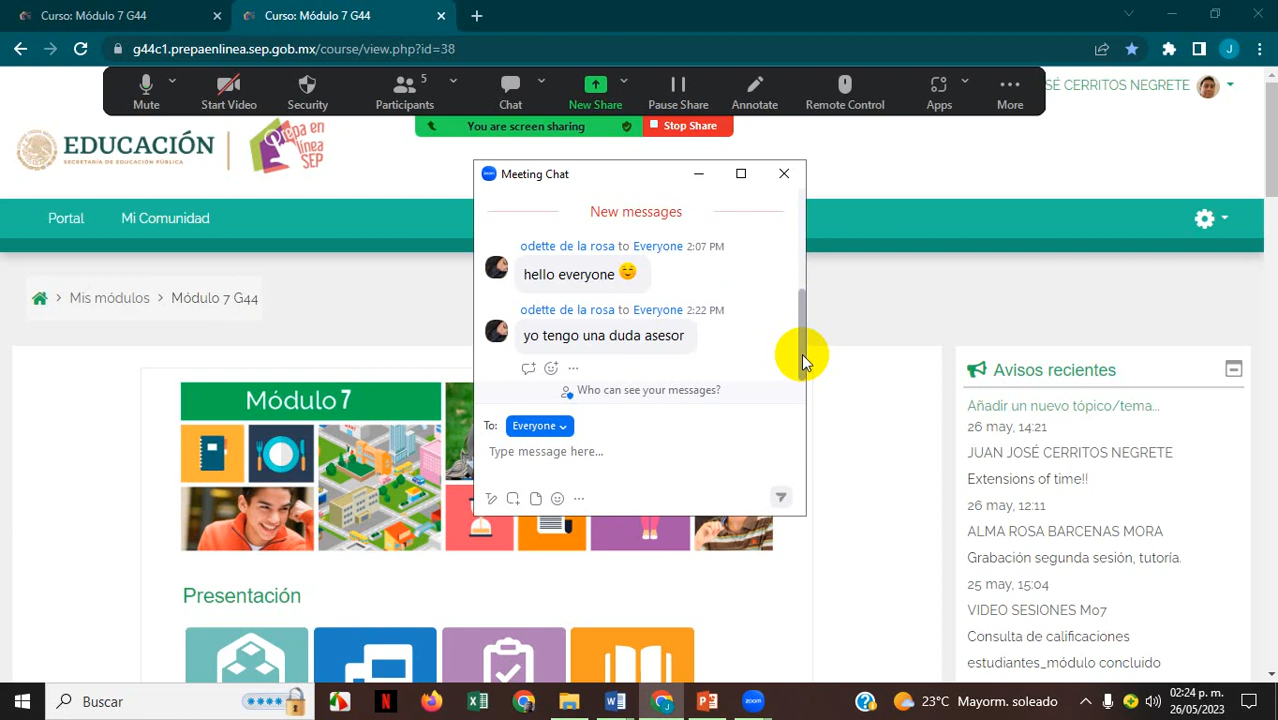 Curso: Módulo 7 G44
Curso: Módulo 7 G44
g44c1.prepaenlinea.sep.gob.mx/course/view.php?id=38
J
Mute
Start Video
Security
Participants
5
Chat
New Share
Pause Share
Annotate
Remote Control
Apps
More
JOSÉ CERRITOS NEGRETE
You are screen sharing
Stop Share
EDUCACIÓN
SECRETARÍA DE EDUCACIÓN PÚBLICA
Prepa en línea SEP
Portal
Mi Comunidad
Mis módulos
Módulo 7 G44
zoom
Meeting Chat
New messages
odette de la rosa to Everyone 2:07 PM
hello everyone 😊
odette de la rosa to Everyone 2:22 PM
yo tengo una duda asesor
Who can see your messages?
To: Everyone
Type message here...
Módulo 7
Presentación
Avisos recientes
Añadir un nuevo tópico/tema...
26 may, 14:21
JUAN JOSÉ CERRITOS NEGRETE
Extensions of time!!
26 may, 12:11
ALMA ROSA BARCENAS MORA
Grabación segunda sesión, tutoría.
25 may, 15:04
VIDEO SESIONES M07
Consulta de calificaciones
estudiantes_módulo concluido
Buscar
23°C Mayorm. soleado
02:24 p. m.
26/05/2023